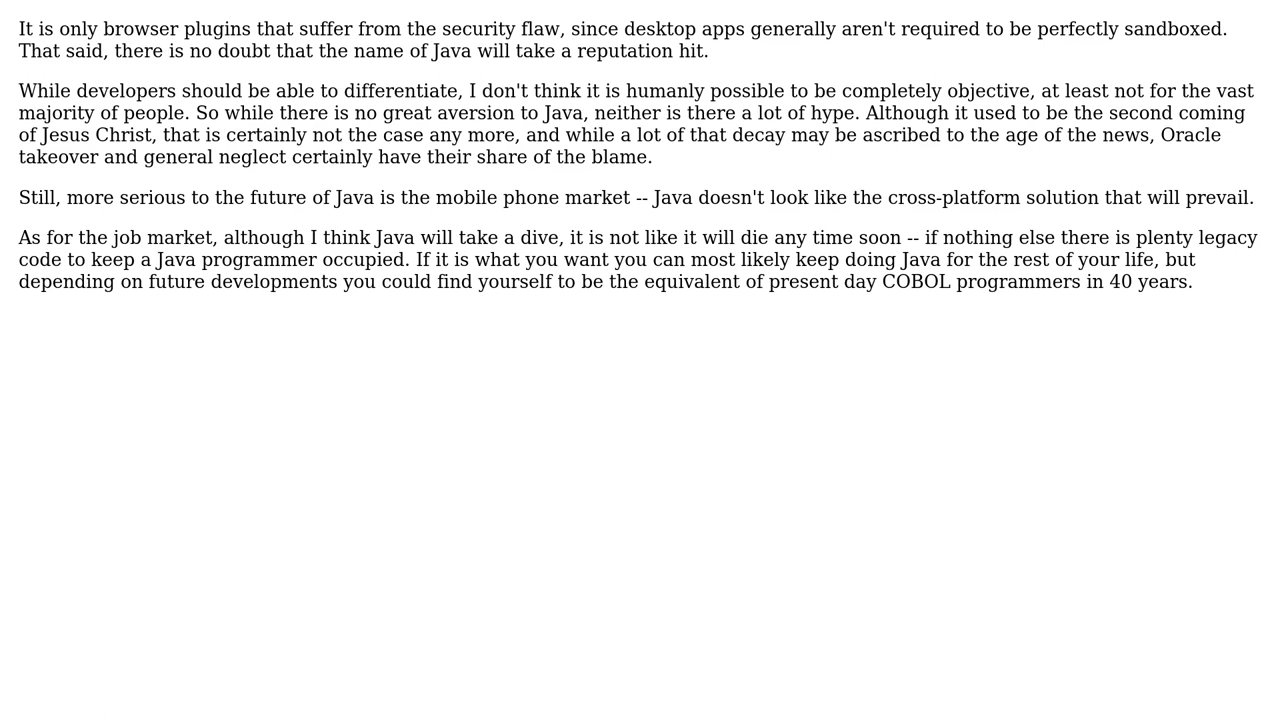 It is only browser plugins that suffer from the security flaw, since desktop apps generally aren't required to be perfectly sandboxed.
That said, there is no doubt that the name of Java will take a reputation hit.
While developers should be able to differentiate, I don't think it is humanly possible to be completely objective, at least not for the vast
majority of people. So while there is no great aversion to Java, neither is there a lot of hype. Although it used to be the second coming
of Jesus Christ, that is certainly not the case any more, and while a lot of that decay may be ascribed to the age of the news, Oracle
takeover and general neglect certainly have their share of the blame.
Still, more serious to the future of Java is the mobile phone market -- Java doesn't look like the cross-platform solution that will prevail.
As for the job market, although I think Java will take a dive, it is not like it will die any time soon -- if nothing else there is plenty legacy
code to keep a Java programmer occupied. If it is what you want you can most likely keep doing Java for the rest of your life, but
depending on future developments you could find yourself to be the equivalent of present day COBOL programmers in 40 years.